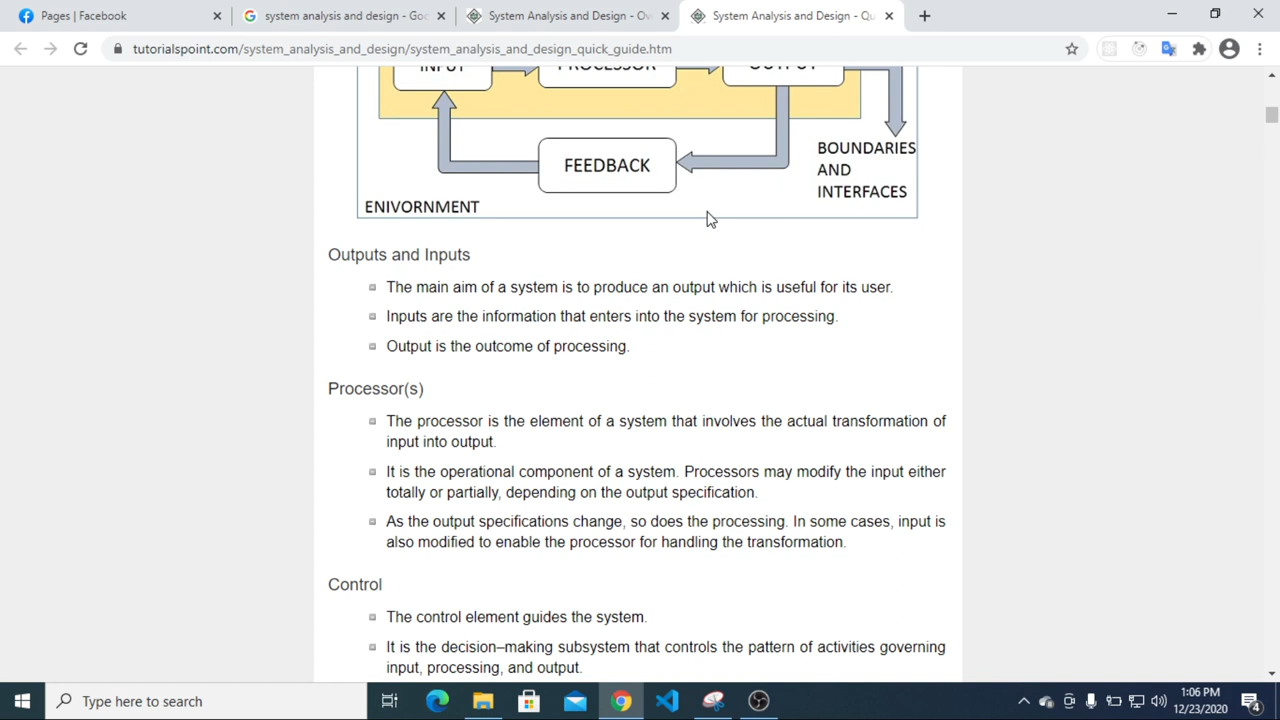 Pages | Facebook
system analysis and design - Goo
System Analysis and Design - Ove
System Analysis and Design - Qu
tutorialspoint.com/system_analysis_and_design/system_analysis_and_design_quick_guide.htm
INPUT
PROCESSOR
OUTPUT
FEEDBACK
BOUNDARIES
AND
INTERFACES
ENIVORNMENT
Outputs and Inputs
The main aim of a system is to produce an output which is useful for its user.
Inputs are the information that enters into the system for processing.
Output is the outcome of processing.
Processor(s)
The processor is the element of a system that involves the actual transformation of
input into output.
It is the operational component of a system. Processors may modify the input either
totally or partially, depending on the output specification.
As the output specifications change, so does the processing. In some cases, input is
also modified to enable the processor for handling the transformation.
Control
The control element guides the system.
It is the decision–making subsystem that controls the pattern of activities governing
input, processing, and output.
Type here to search
1:06 PM
12/23/2020
4